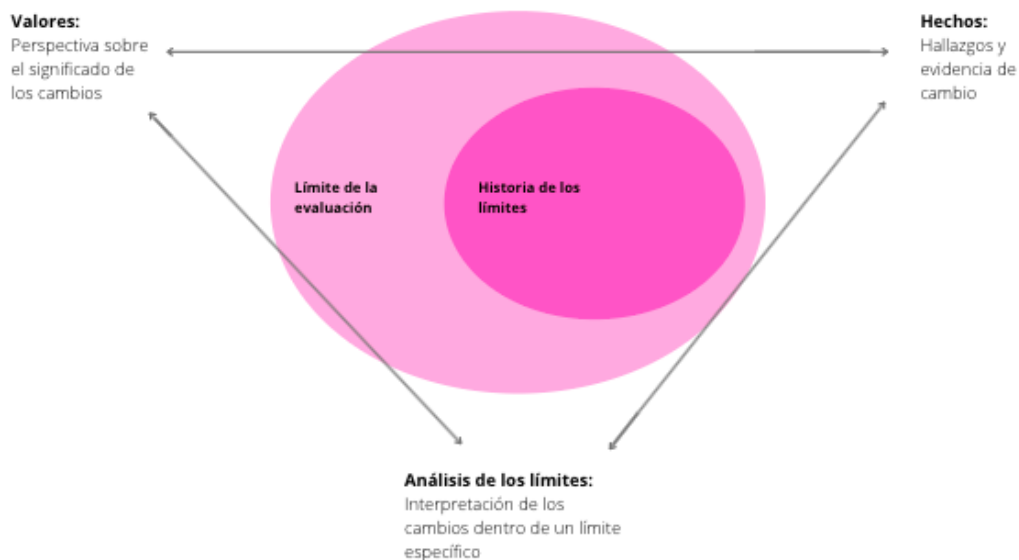 Valores:
Perspectiva sobre
el significado de
los cambios
Hechos:
Hallazgos y
evidencia de
cambio
Límite de la
evaluación
Historia de los
límites
Análisis de los límites:
Interpretación de los
cambios dentro de un límite
específico